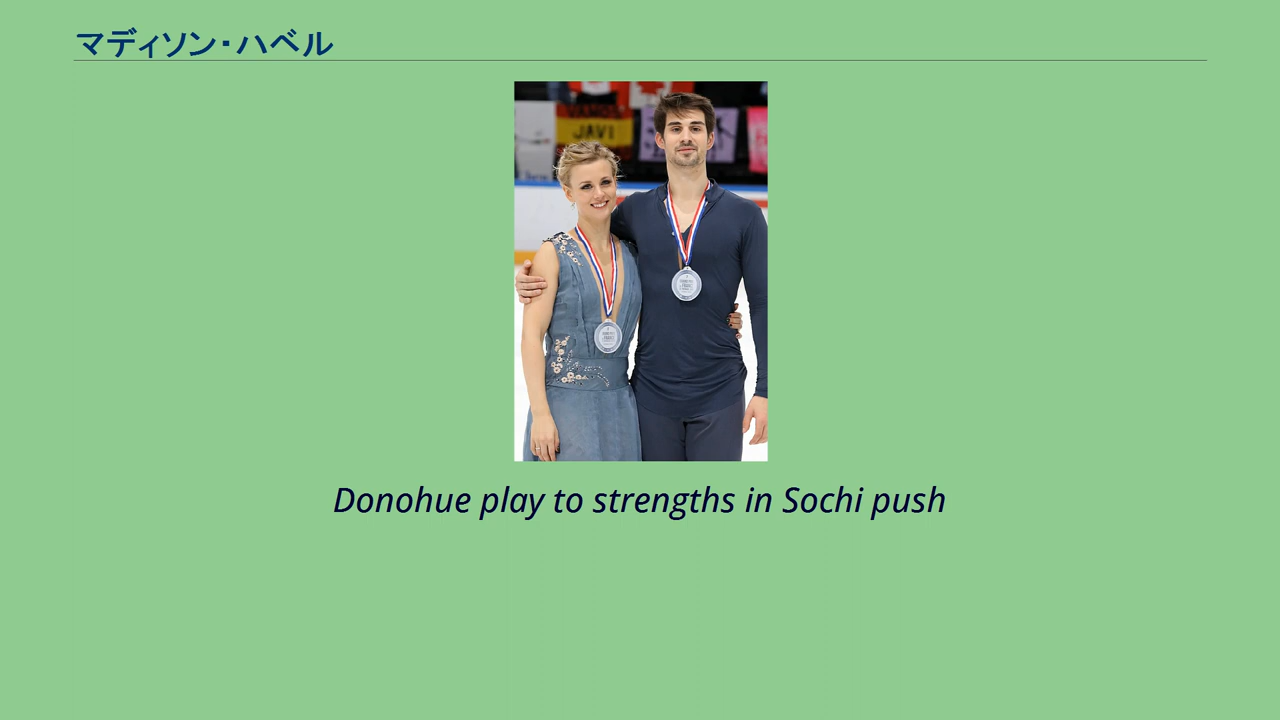 マディソン・ハベル
JAVI
Donohue play to strengths in Sochi push